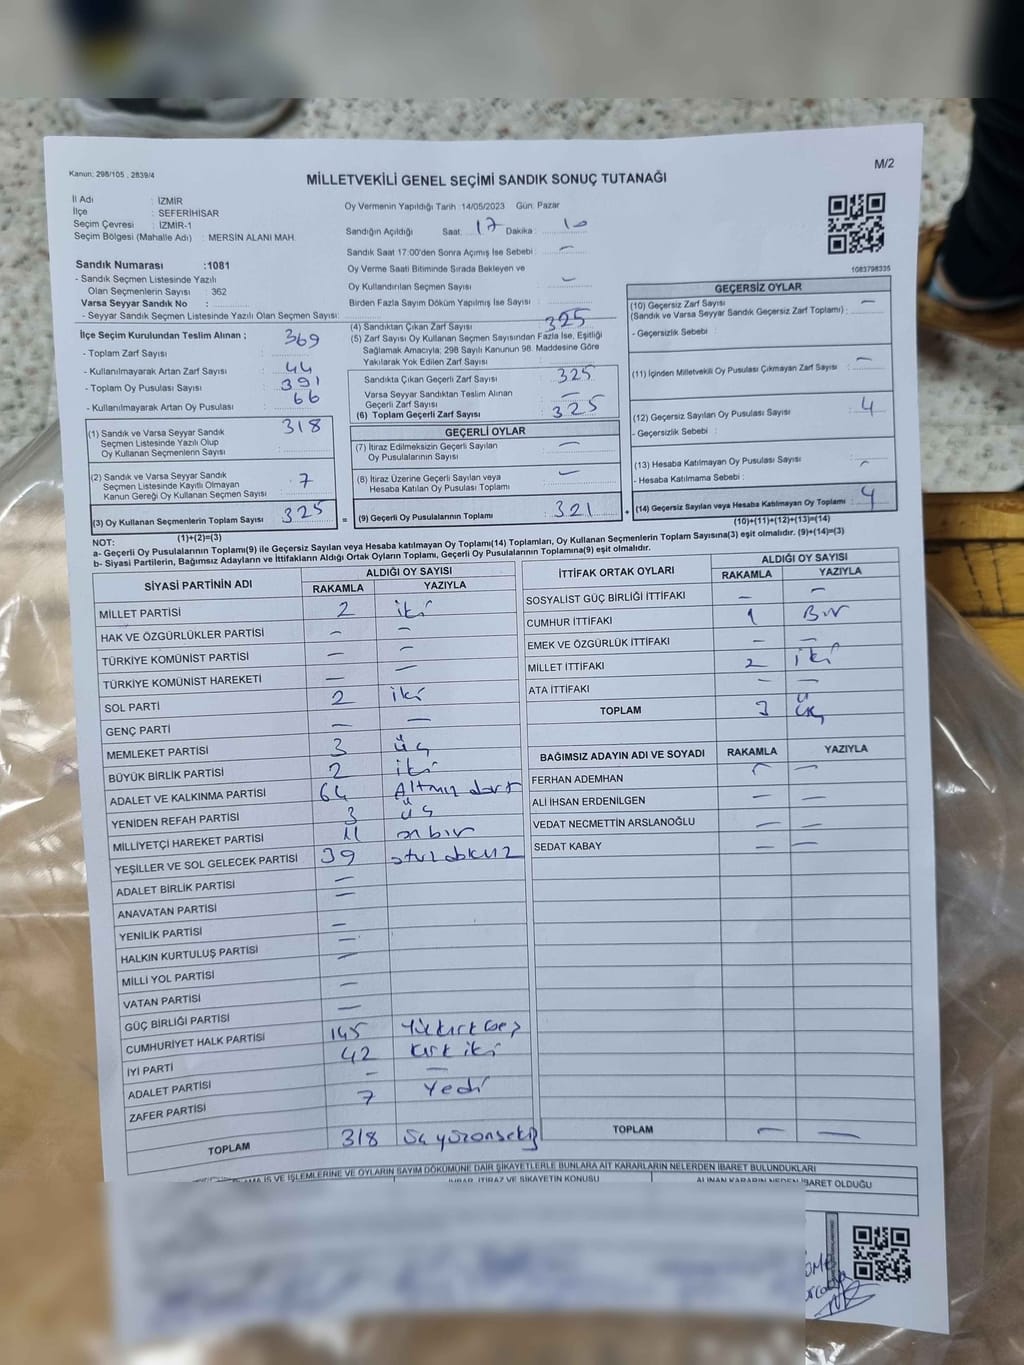 Kanun: 298/105 , 2839/4
M/2
MİLLETVEKİLİ GENEL SEÇİMİ SANDIK SONUÇ TUTANAĞI
İl Adı : İZMİR
İlçe : SEFERİHİSAR
Seçim Çevresi : İZMİR-1
Seçim Bölgesi (Mahalle Adı) : MERSİN ALANI MAH.
Oy Vermenin Yapıldığı Tarih :14/05/2023 Gün: Pazar
Sandığın Açıldığı Saat: 17 Dakika : 10
Sandık Saat 17:00'den Sonra Açımış İse Sebebi : —
Oy Verme Saati Bitiminde Sırada Bekleyen ve
Oy Kullandırılan Seçmen Sayısı : —
Birden Fazla Sayım Döküm Yapılmış İse Sayısı :
1083798335
Sandık Numarası :1081
- Sandık Seçmen Listesinde Yazılı
Olan Seçmenlerin Sayısı : 362
Varsa Seyyar Sandık No :
- Seyyar Sandık Seçmen Listesinde Yazılı Olan Seçmen Sayısı:
İlçe Seçim Kurulundan Teslim Alınan ;
- Toplam Zarf Sayısı : 369
- Kullanılmayarak Artan Zarf Sayısı : 44
- Toplam Oy Pusulası Sayısı : 391
- Kullanılmayarak Artan Oy Pusulası : 66
(1) Sandık ve Varsa Seyyar Sandık
Seçmen Listesinde Yazılı Olup
Oy Kullanan Seçmenlerin Sayısı : 318
(2) Sandık ve Varsa Seyyar Sandık
Seçmen Listesinde Kayıtlı Olmayan
Kanun Gereği Oy Kullanan Seçmen Sayısı : 7
(3) Oy Kullanan Seçmenlerin Toplam Sayısı : 325
(1)+(2)=(3)
(4) Sandıktan Çıkan Zarf Sayısı : 325
(5) Zarf Sayısı Oy Kullanan Seçmen Sayısından Fazla İse, Eşitliği
Sağlamak Amacıyla; 298 Sayılı Kanunun 98. Maddesine Göre
Yakılarak Yok Edilen Zarf Sayısı :
Sandıkta Çıkan Geçerli Zarf Sayısı : 325
Varsa Seyyar Sandıktan Teslim Alınan
Geçerli Zarf Sayısı : —
(6) Toplam Geçerli Zarf Sayısı : 325
GEÇERLİ OYLAR
(7) İtiraz Edilmeksizin Geçerli Sayılan
Oy Pusulalarının Sayısı : —
(8) İtiraz Üzerine Geçerli Sayılan veya
Hesaba Katılan Oy Pusulası Toplamı : —
= (9) Geçerli Oy Pusulalarının Toplamı : 321 +
GEÇERSİZ OYLAR
(10) Geçersiz Zarf Sayısı
(Sandık ve Varsa Seyyar Sandık Geçersiz Zarf Toplamı) : —
- Geçersizlik Sebebi :
(11) İçinden Milletvekili Oy Pusulası Çıkmayan Zarf Sayısı : —
(12) Geçersiz Sayılan Oy Pusulası Sayısı : 4
- Geçersizlik Sebebi :
(13) Hesaba Katılmayan Oy Pusulası Sayısı : —
- Hesaba Katılmama Sebebi :
(14) Geçersiz Sayılan veya Hesaba Katılmayan Oy Toplamı : 4
(10)+(11)+(12)+(13)=(14)
NOT:
a- Geçerli Oy Pusulalarının Toplamı(9) ile Geçersiz Sayılan veya Hesaba katılmayan Oy Toplamı(14) Toplamları, Oy Kullanan Seçmenlerin Toplam Sayısına(3) eşit olmalıdır. (9)+(14)=(3)
b- Siyasi Partilerin, Bağımsız Adayların ve İttifakların Aldığı Ortak Oyların Toplamı, Geçerli Oy Pusulalarının Toplamına(9) eşit olmalıdır.
SİYASİ PARTİNİN ADI ALDIĞI OY SAYISI
RAKAMLA YAZIYLA
MİLLET PARTİSİ 2 iki
HAK VE ÖZGÜRLÜKLER PARTİSİ — —
TÜRKİYE KOMÜNİST PARTİSİ — —
TÜRKİYE KOMÜNİST HAREKETİ — —
SOL PARTİ 2 iki
GENÇ PARTİ — —
MEMLEKET PARTİSİ 3 üç
BÜYÜK BİRLİK PARTİSİ 2 iki
ADALET VE KALKINMA PARTİSİ 64 Altmış dört
YENİDEN REFAH PARTİSİ 3 üç
MİLLİYETÇİ HAREKET PARTİSİ 11 onbir
YEŞİLLER VE SOL GELECEK PARTİSİ 39 otuzdokuz
ADALET BİRLİK PARTİSİ —
ANAVATAN PARTİSİ —
YENİLİK PARTİSİ —
HALKIN KURTULUŞ PARTİSİ —
MİLLİ YOL PARTİSİ —
VATAN PARTİSİ —
GÜÇ BİRLİĞİ PARTİSİ —
CUMHURİYET HALK PARTİSİ 145 Yüzkırkbeş
İYİ PARTİ 42 kırk iki
ADALET PARTİSİ — —
ZAFER PARTİSİ 7 Yedi
TOPLAM 318 üçyüzonsekiz
İTTİFAK ORTAK OYLARI ALDIĞI OY SAYISI
RAKAMLA YAZIYLA
SOSYALİST GÜÇ BİRLİĞİ İTTİFAKI — —
CUMHUR İTTİFAKI 1 Bir
EMEK VE ÖZGÜRLÜK İTTİFAKI — —
MİLLET İTTİFAKI 2 iki
ATA İTTİFAKI — —
TOPLAM 3 üç
BAĞIMSIZ ADAYIN ADI VE SOYADI RAKAMLA YAZIYLA
FERHAN ADEMHAN — —
ALİ İHSAN ERDENİLGEN — —
VEDAT NECMETTİN ARSLANOĞLU — —
SEDAT KABAY — —
TOPLAM — —
İŞ VE İŞLEMLERİNE VE OYLARIN SAYIM DÖKÜMÜNE DAİR ŞİKAYETLERLE BUNLARA AİT KARARLARIN NELERDEN İBARET BULUNDUKLARI
İTİRAZ VE ŞİKAYETİN KONUSU
ALINAN KARARIN NEDEN İBARET OLDUĞU